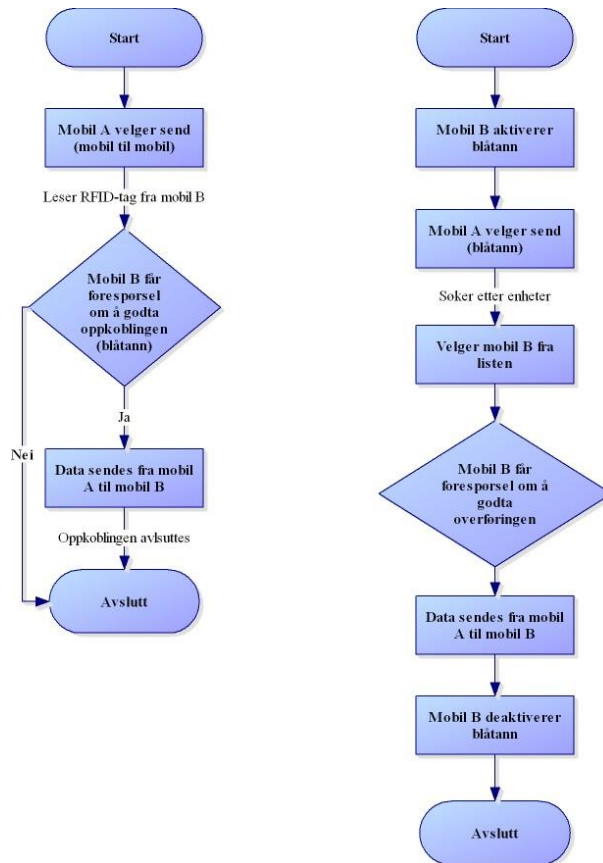 Start
Mobil A velger send
(mobil til mobil)
Leser RFID-tag fra mobil B
Mobil B får
forespørsel
om å godta
oppkoblingen
(blåtann)
Ja
Nei
Data sendes fra mobil
A til mobil B
Oppkoblingen avlsuttes
Avslutt
Start
Mobil B aktiverer
blåtann
Mobil A velger send
(blåtann)
Søker etter enheter
Velger mobil B fra
listen
Mobil B får
forespørsel om å
godta
overføringen
Data sendes fra mobil
A til mobil B
Mobil B deaktiverer
blåtann
Avslutt